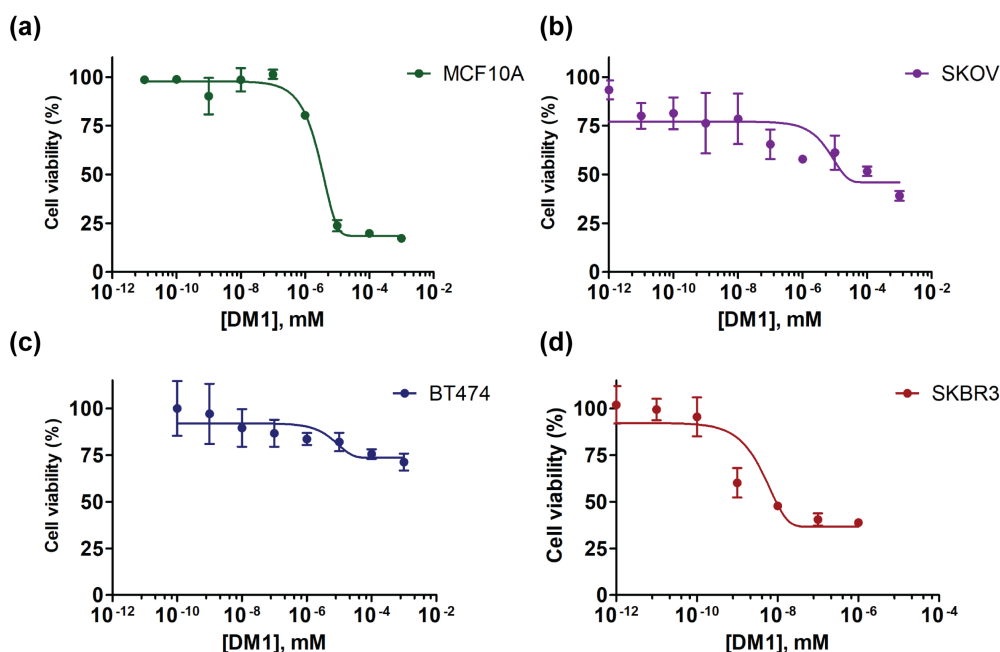 (a)
MCF10A
Cell viability (%)
100
75
50
25
0
10-12 10-10 10-8 10-6 10-4 10-2
[DM1], mM
(b)
SKOV
Cell viability (%)
100
75
50
25
0
10-12 10-10 10-8 10-6 10-4 10-2
[DM1], mM
(c)
BT474
Cell viability (%)
100
75
50
25
0
10-12 10-10 10-8 10-6 10-4 10-2
[DM1], mM
(d)
SKBR3
Cell viability (%)
100
75
50
25
0
10-12 10-10 10-8 10-6 10-4
[DM1], mM